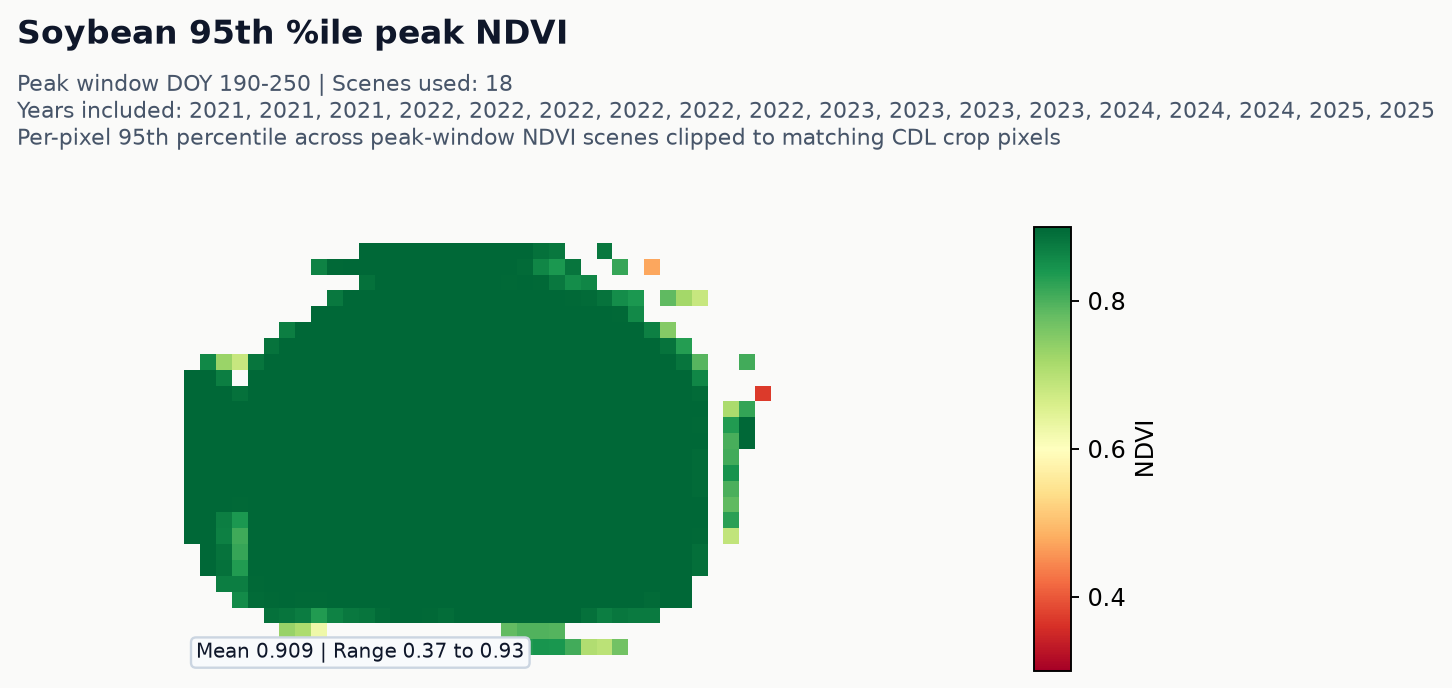 Soybean 95th %ile peak NDVI
Peak window DOY 190-250 | Scenes used: 18
Years included: 2021, 2021, 2021, 2022, 2022, 2022, 2022, 2022, 2022, 2023, 2023, 2023, 2023, 2024, 2024, 2024, 2025, 2025
Per-pixel 95th percentile across peak-window NDVI scenes clipped to matching CDL crop pixels
0.8
0.6
0.4
NDVI
Mean 0.909 | Range 0.37 to 0.93